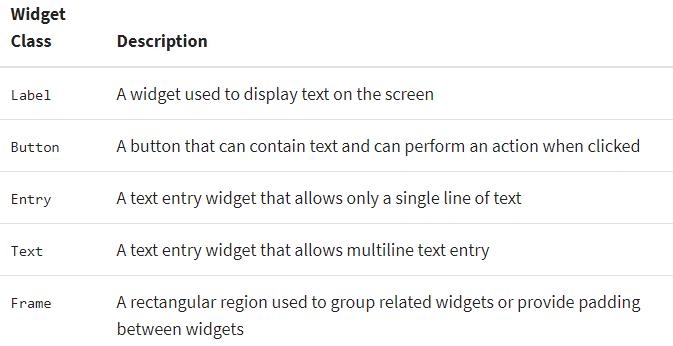 Widget
Class Description
Label A widget used to display text on the screen
Button A button that can contain text and can perform an action when clicked
Entry A text entry widget that allows only a single line of text
Text A text entry widget that allows multiline text entry
Frame A rectangular region used to group related widgets or provide padding
between widgets